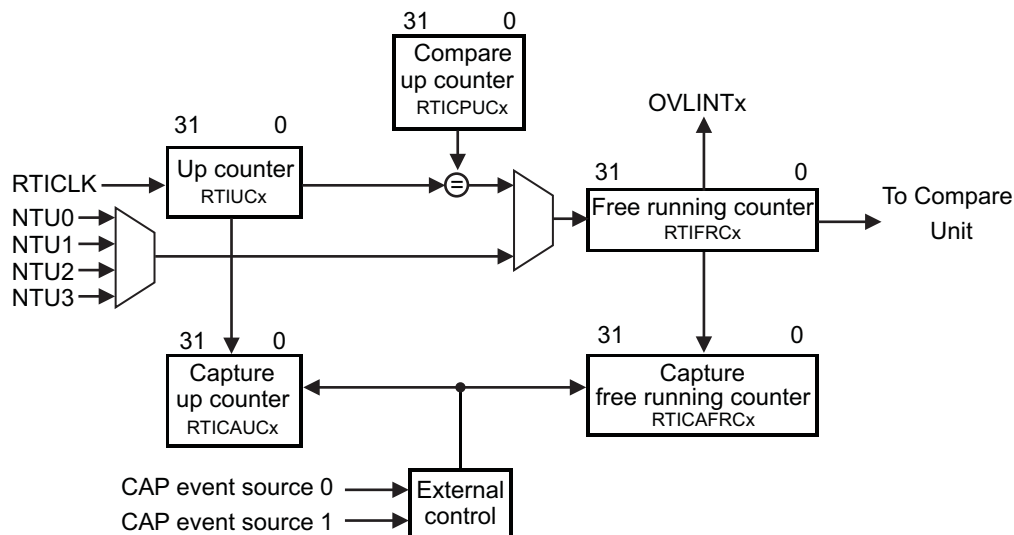 31 0
Compare
up counter
RTICPUCx
OVLINTx
31 0
31 0
RTICLK
Up counter
RTIUCx
=
Free running counter
RTIFRCx
To Compare
Unit
NTU0
NTU1
NTU2
NTU3
31 0
31 0
Capture
up counter
RTICAUCx
Capture
free running counter
RTICAFRCx
CAP event source 0
CAP event source 1
External
control